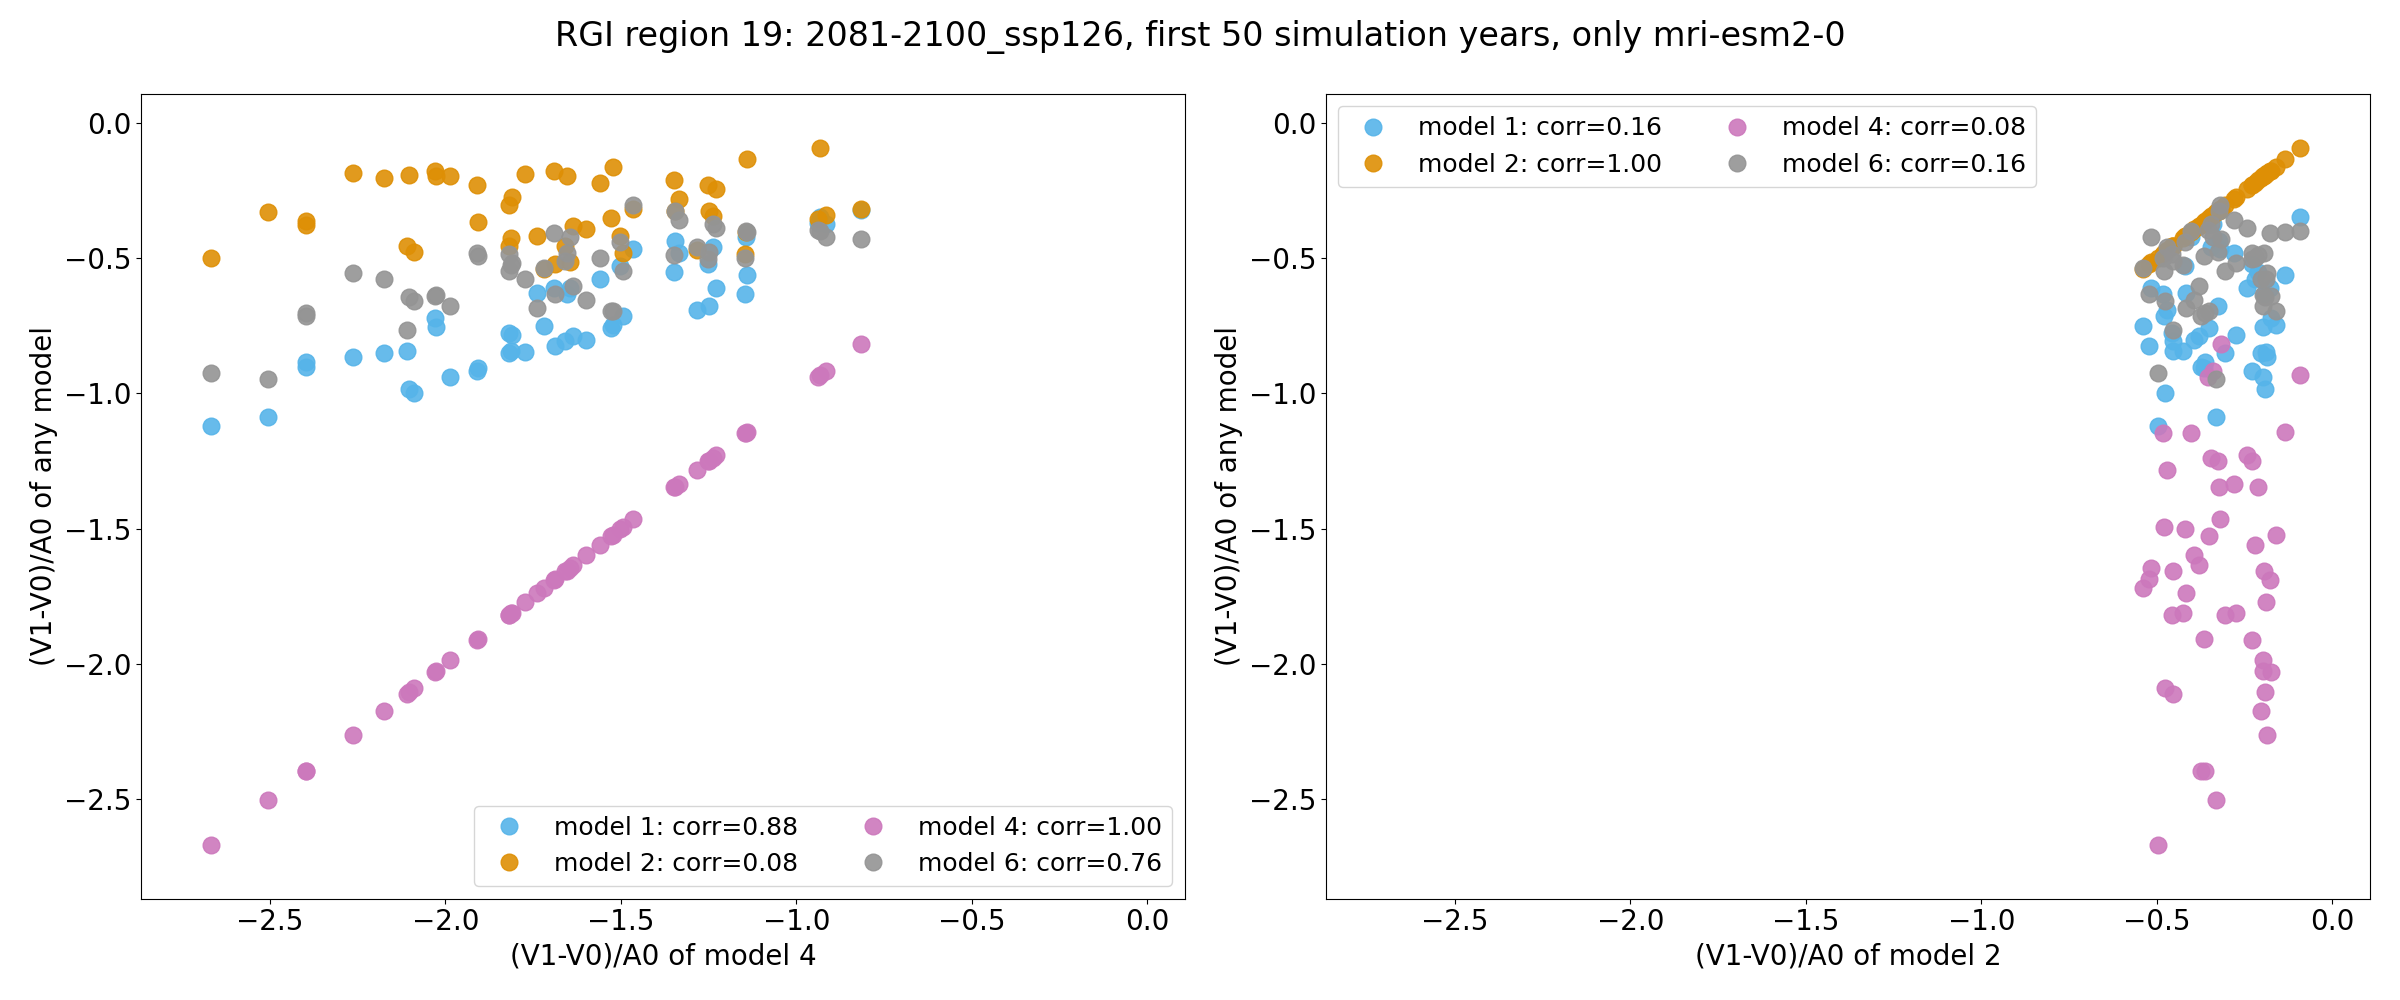 RGI region 19: 2081-2100_ssp126, first 50 simulation years, only mri-esm2-0
(V1-V0)/A0 of any model
0.0
−0.5
−1.0
−1.5
−2.0
−2.5
model 1: corr=0.88
model 2: corr=0.08
model 4: corr=1.00
model 6: corr=0.76
−2.5 −2.0 −1.5 −1.0 −0.5 0.0
(V1-V0)/A0 of model 4
(V1-V0)/A0 of any model
0.0
−0.5
−1.0
−1.5
−2.0
−2.5
model 1: corr=0.16
model 2: corr=1.00
model 4: corr=0.08
model 6: corr=0.16
−2.5 −2.0 −1.5 −1.0 −0.5 0.0
(V1-V0)/A0 of model 2